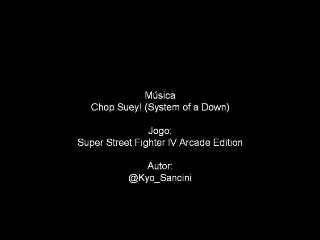 Música
Chop Suey! (System of a Down)
Jogo:
Super Street Fighter IV Arcade Edition
Autor:
@Kyo_Sancini